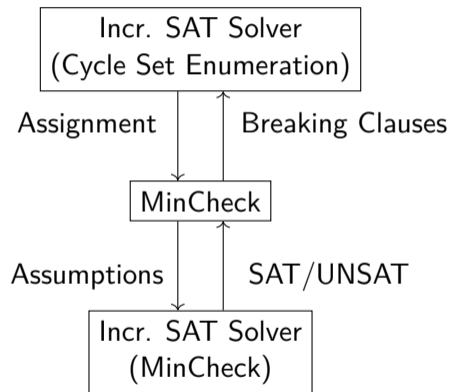 Incr. SAT Solver
(Cycle Set Enumeration)
Assignment
Breaking Clauses
MinCheck
Assumptions
SAT/UNSAT
Incr. SAT Solver
(MinCheck)